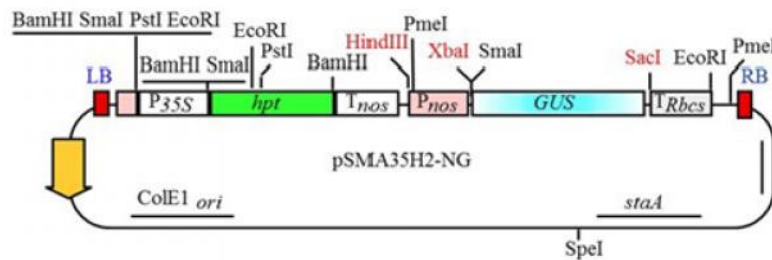 BamHI SmaI PstI EcoRI
EcoRI
PstI
BamHI SmaI
BamHI
HindIII
PmeI
XbaI
SmaI
SacI
EcoRI
PmeI
LB
RB
P35S
hpt
Tnos
Pnos
GUS
TRbcs
pSMA35H2-NG
ColE1 ori
staA
SpeI